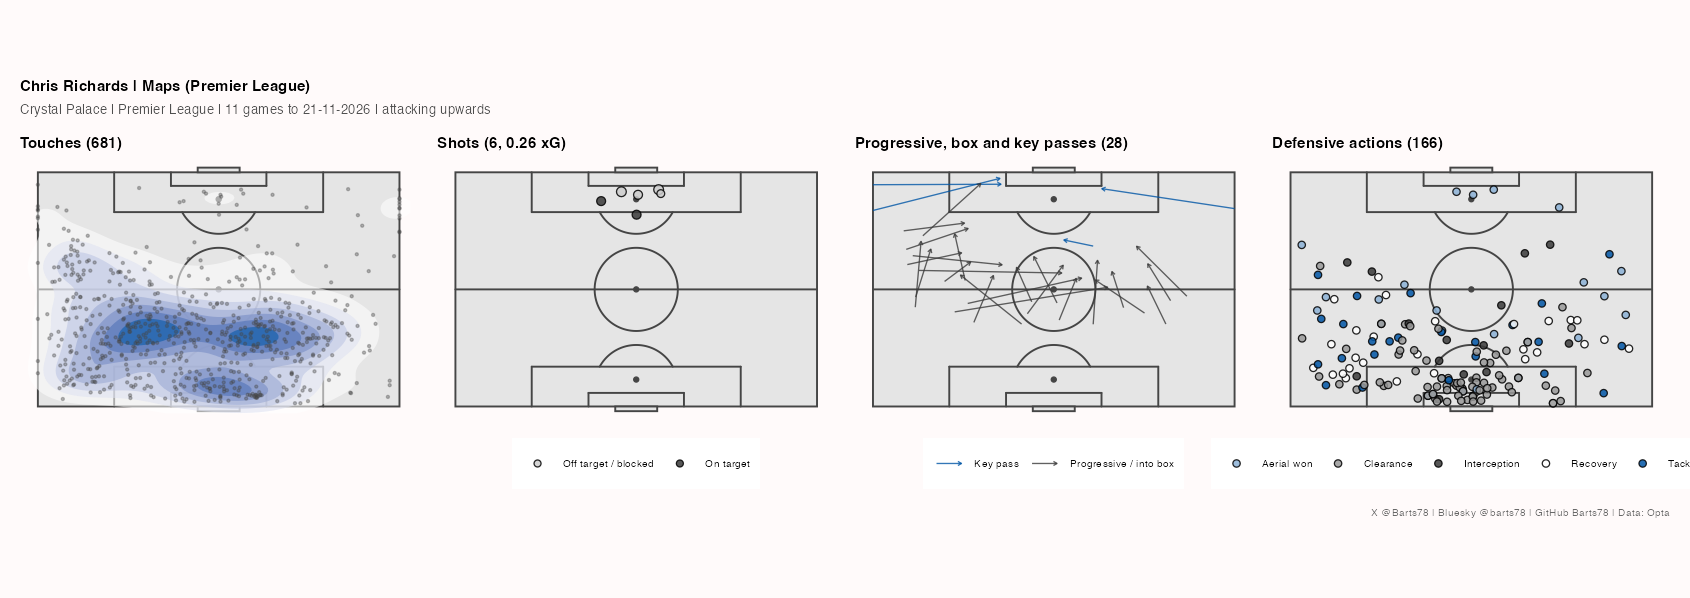 Chris Richards | Maps (Premier League)
Crystal Palace | Premier League | 11 games to 21-11-2026 | attacking upwards
Touches (681)
Shots (6, 0.26 xG)
Progressive, box and key passes (28)
Defensive actions (166)
Off target / blocked
On target
Key pass
Progressive / into box
Aerial won
Clearance
Interception
Recovery
Tack
X @Barts78 | Bluesky @barts78 | GitHub Barts78 | Data: Opta